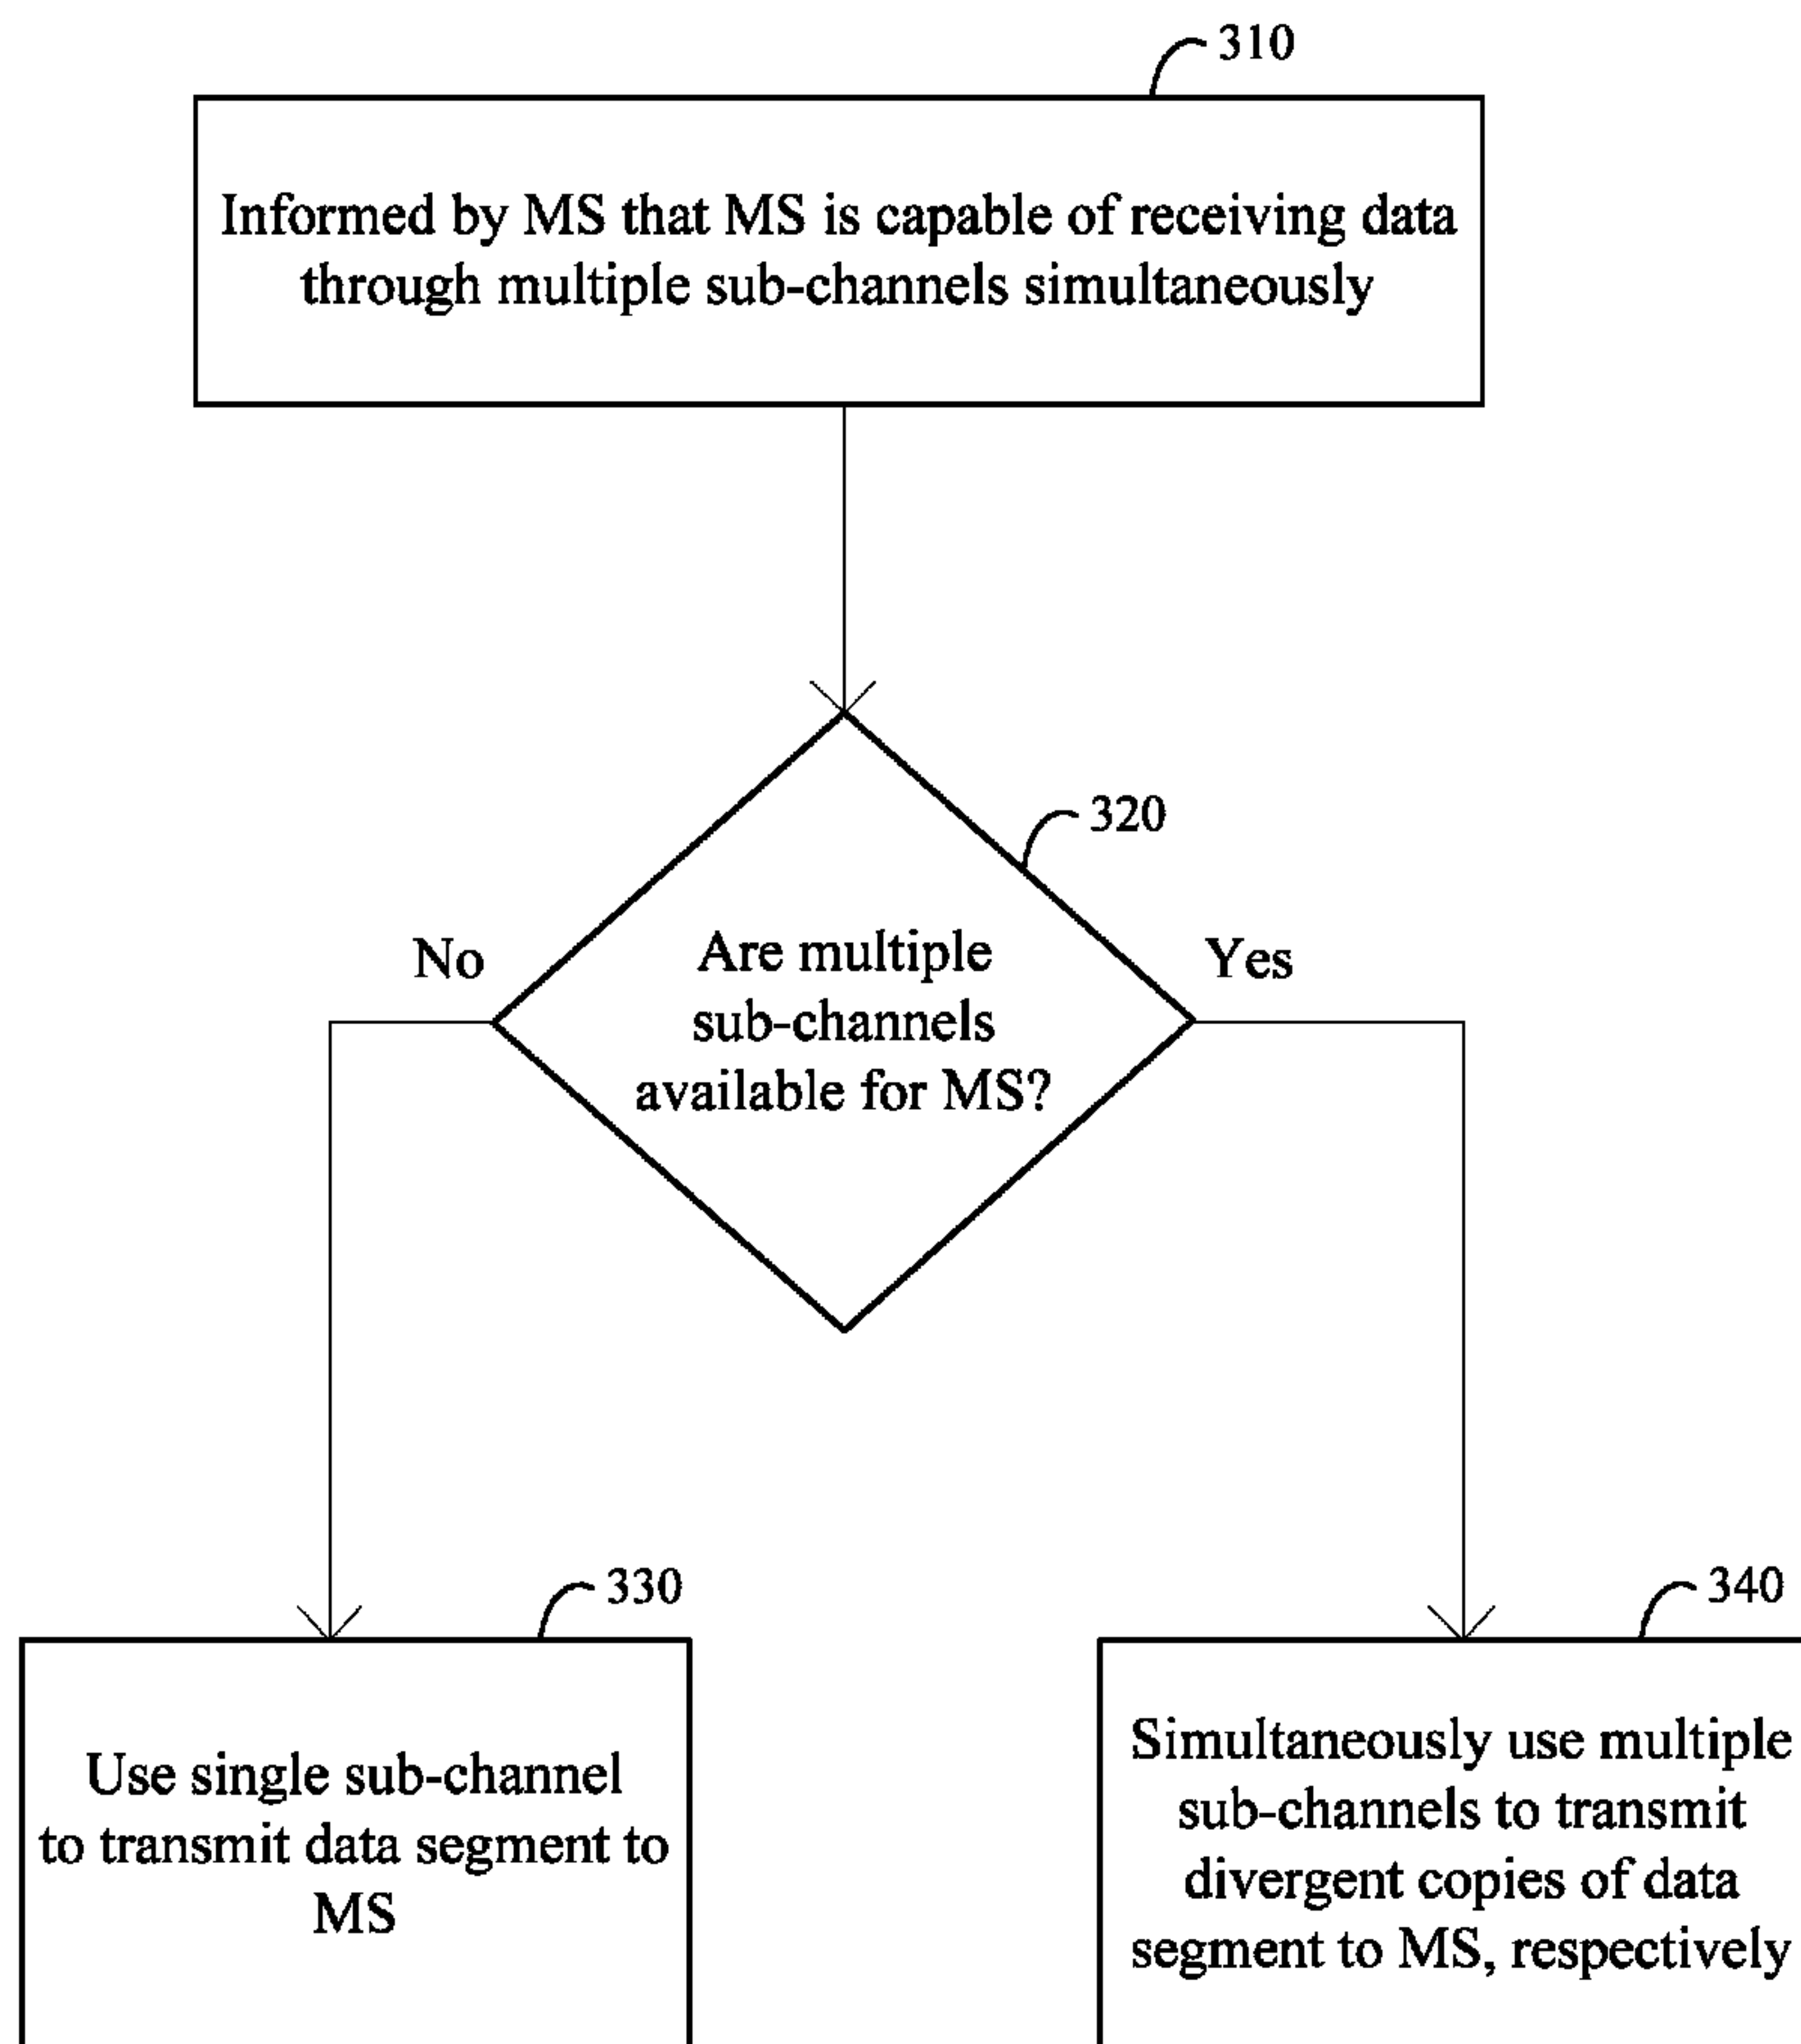 310
Informed by MS that MS is capable of receiving data
through multiple sub-channels simultaneously
320
No
Yes
Are multiple
sub-channels
available for MS?
330
340
Use single sub-channel
to transmit data segment to
MS
Simultaneously use multiple
sub-channels to transmit
divergent copies of data
segment to MS, respectively